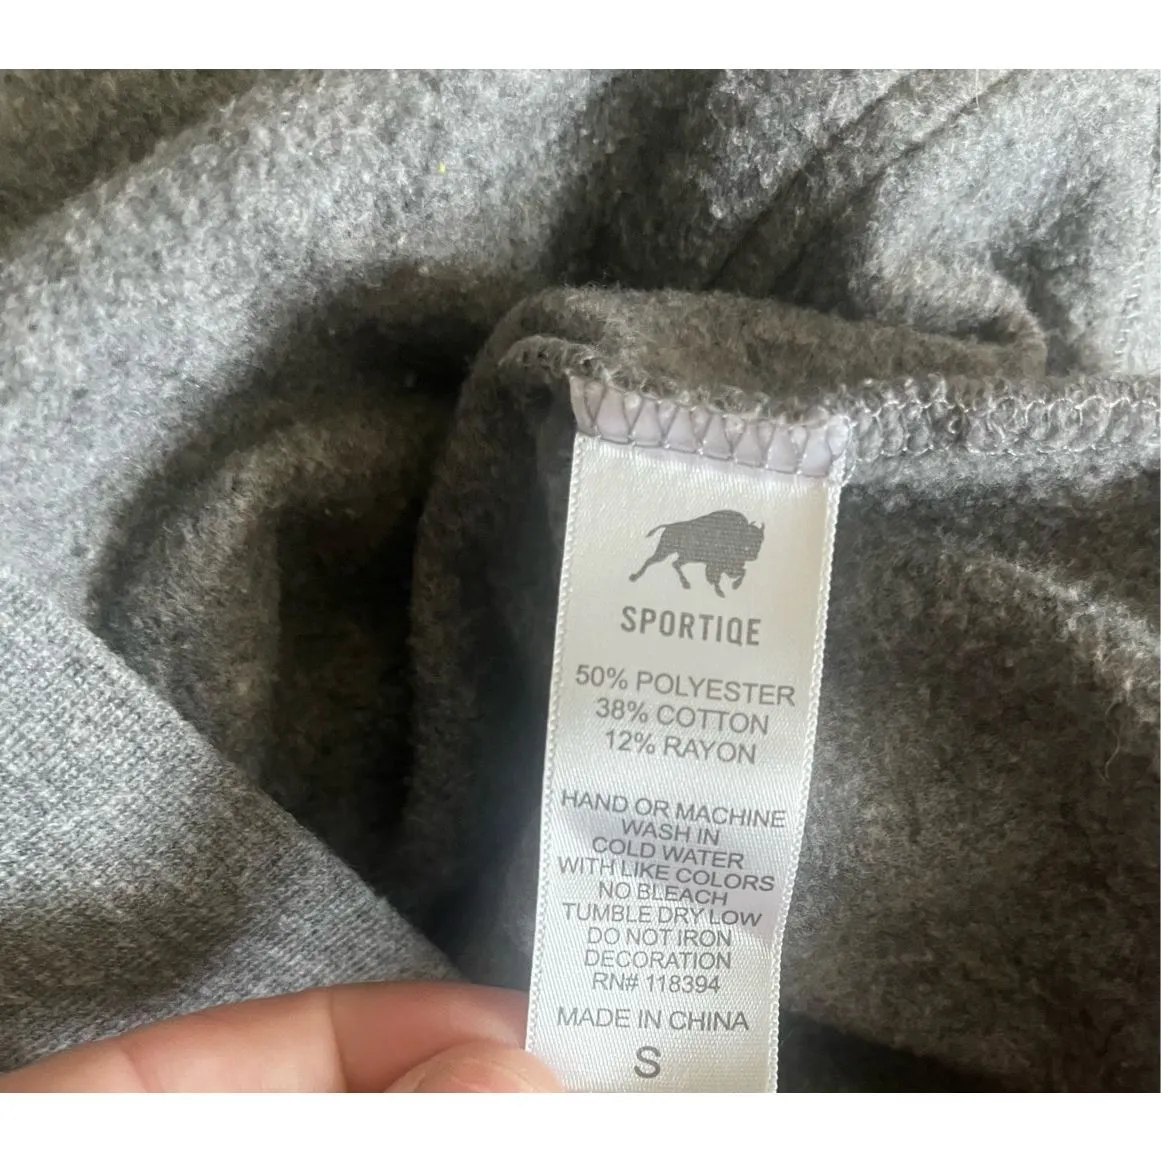 SPORTIQE
50% POLYESTER
38% COTTON
12% RAYON
HAND OR MACHINE
WASH IN
COLD WATER
WITH LIKE COLORS
NO BLEACH
TUMBLE DRY LOW
DO NOT IRON
DECORATION
RN# 118394
MADE IN CHINA
S